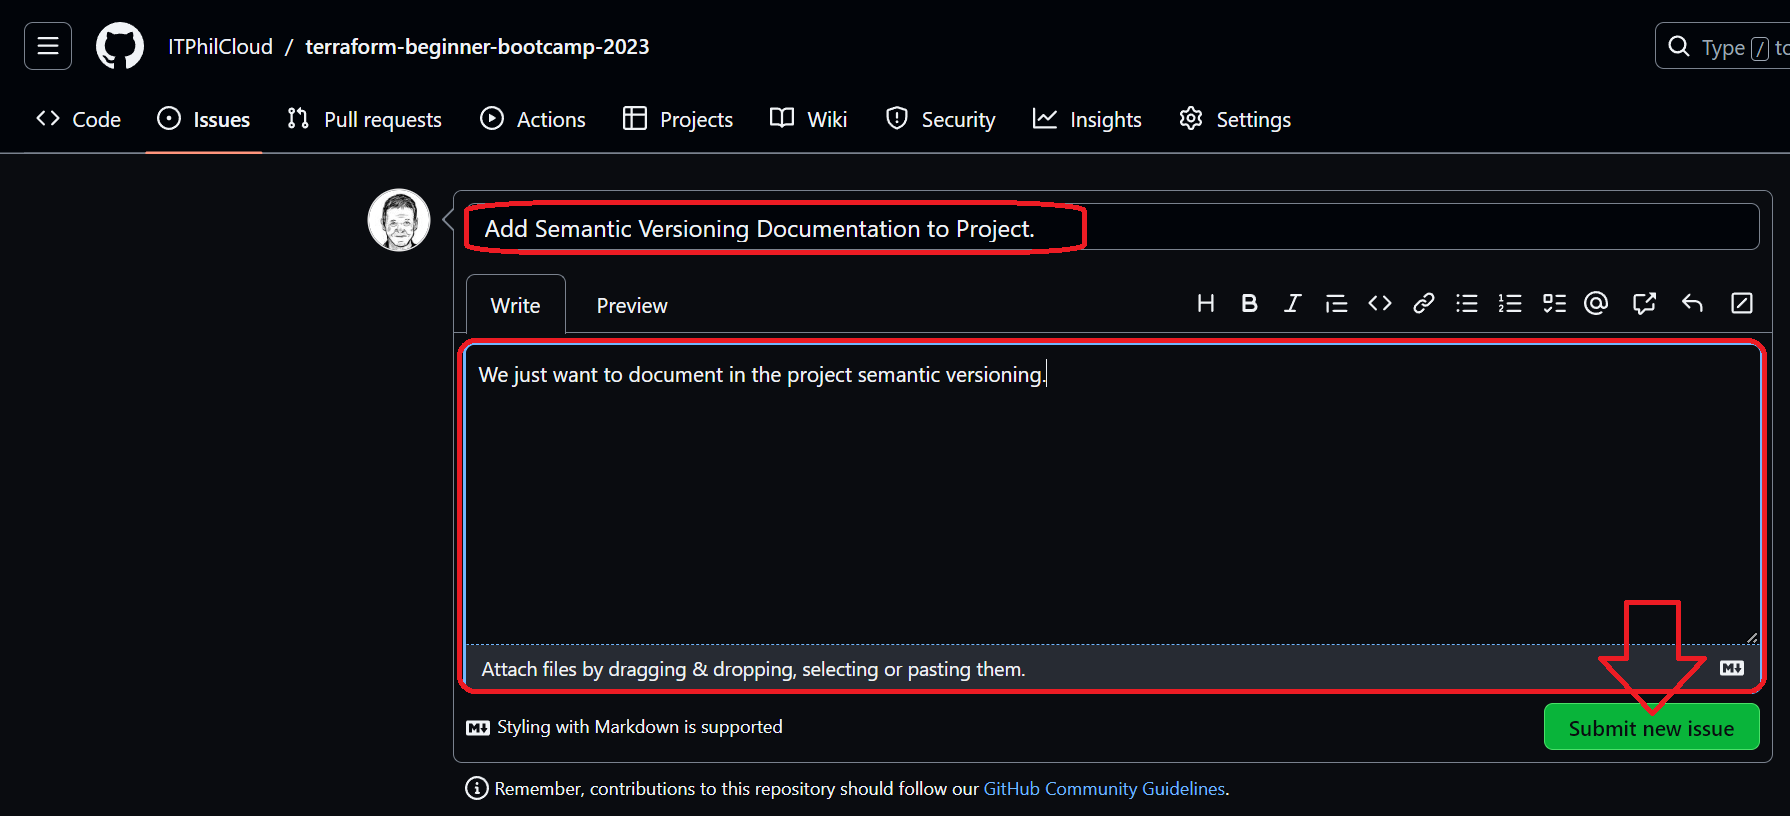 ITPhilCloud / terraform-beginner-bootcamp-2023
Type / to
Code Issues Pull requests Actions Projects Wiki Security Insights Settings
Add Semantic Versioning Documentation to Project.
Write Preview
We just want to document in the project semantic versioning.
Attach files by dragging & dropping, selecting or pasting them.
Styling with Markdown is supported
Submit new issue
Remember, contributions to this repository should follow our GitHub Community Guidelines.